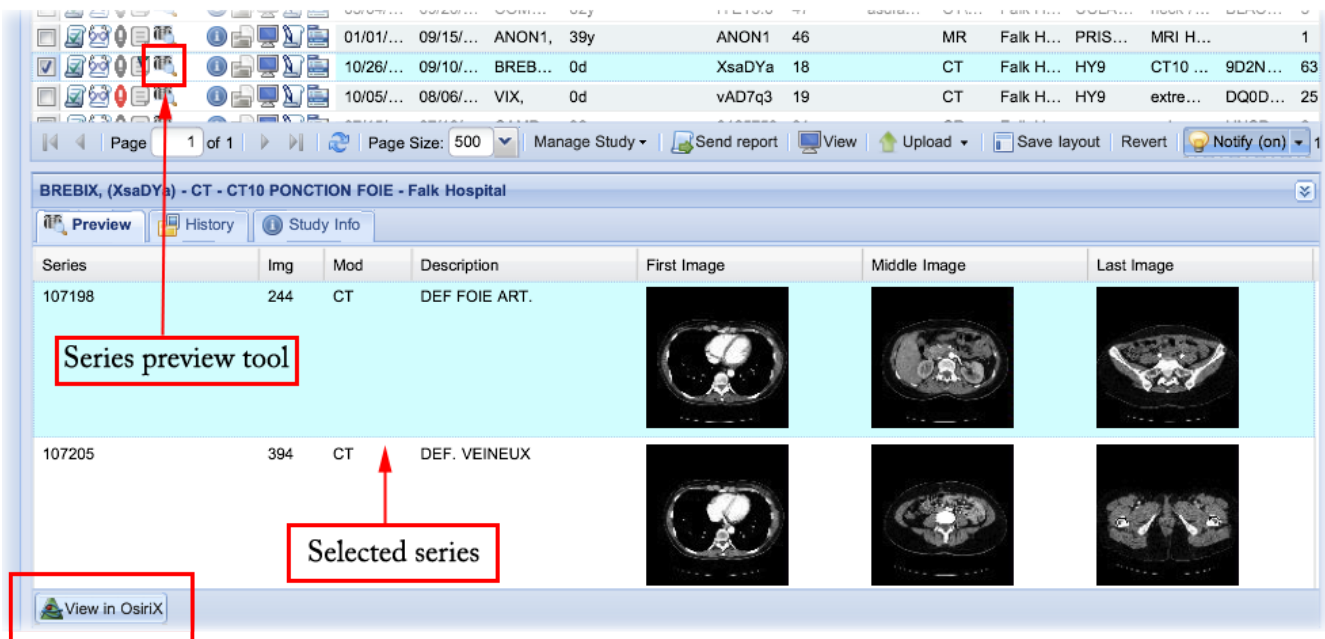 01/01/... 09/15/... ANON1, 39y ANON1 46 MR Falk H... PRIS... MRI H... 1
10/26/... 09/10/... BREB... 0d XsaDYa 18 CT Falk H... HY9 CT10 ... 9D2N... 63
10/05/... 08/06/... VIX, 0d vAD7q3 19 CT Falk H... HY9 extre... DQ0D... 25
Page 1 of 1 Page Size: 500 Manage Study Send report View Upload Save layout Revert Notify (on) 1
BREBIX, (XsaDYa) - CT - CT10 PONCTION FOIE - Falk Hospital
Preview History Study Info
Series Img Mod Description First Image Middle Image Last Image
107198 244 CT DEF FOIE ART.
Series preview tool
107205 394 CT DEF. VEINEUX
Selected series
View in OsiriX